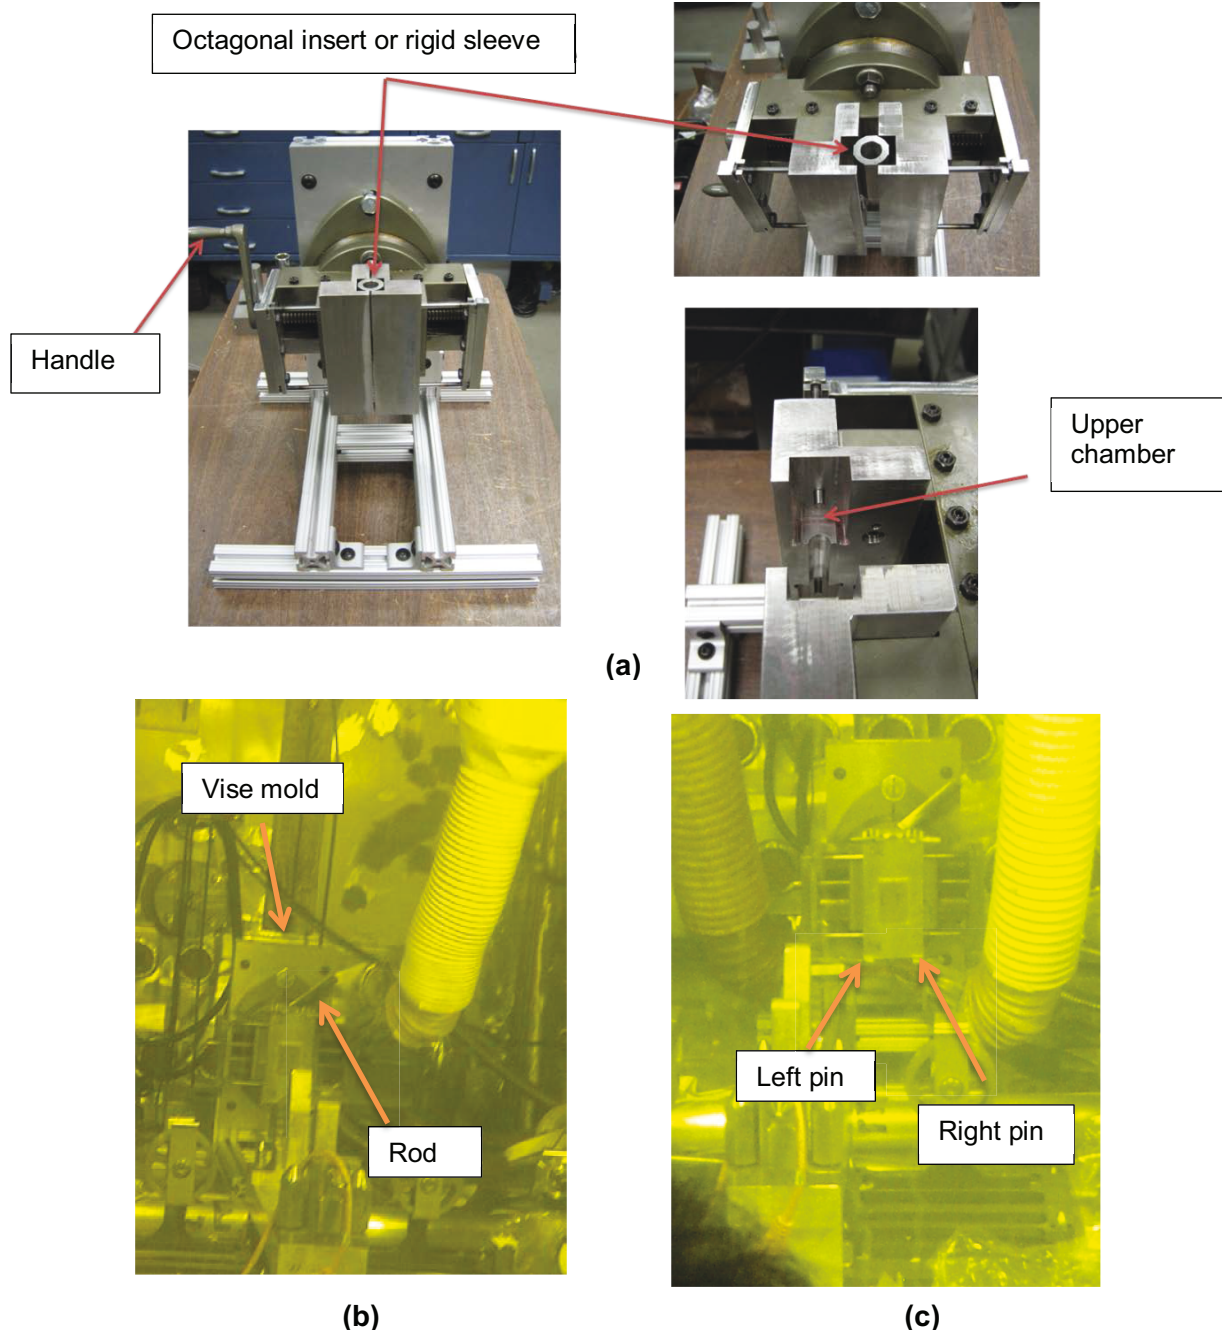 Octagonal insert or rigid sleeve
Handle
Upper
chamber
(a)
Vise mold
Rod
Left pin
Right pin
(b)
(c)